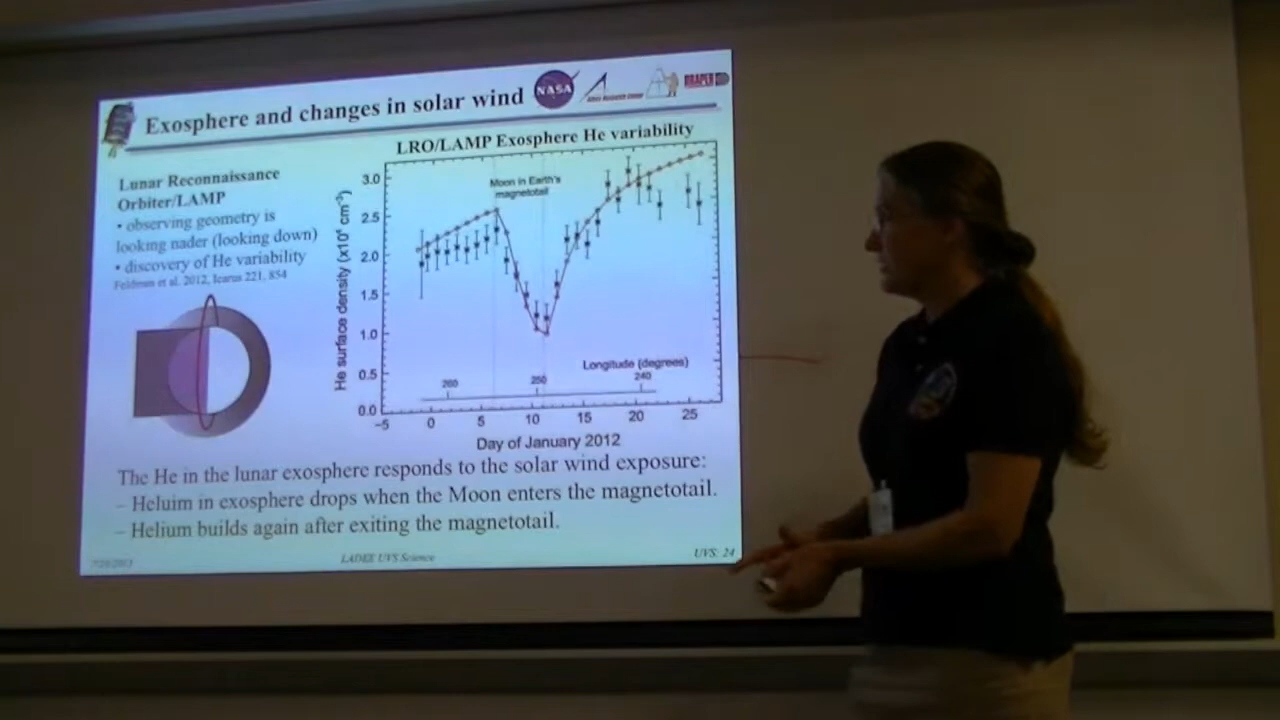 Exosphere and changes in solar wind
NASA
DRAPER
LRO/LAMP Exosphere He variability
Lunar Reconnaissance
Orbiter/LAMP
• observing geometry is
looking nader (looking down)
• discovery of He variability
Feldman et al. 2012, Icarus 221, 854
He surface density (x10⁴ cm⁻³)
3.0
2.5
2.0
1.5
1.0
0.5
0.0
Moon in Earth's
magnetotail
Longitude (degrees)
260 250 240
−5 0 5 10 15 20 25
Day of January 2012
The He in the lunar exosphere responds to the solar wind exposure:
– Heluim in exosphere drops when the Moon enters the magnetotail.
– Helium builds again after exiting the magnetotail.
LADEE UVS Science
UVS: 24